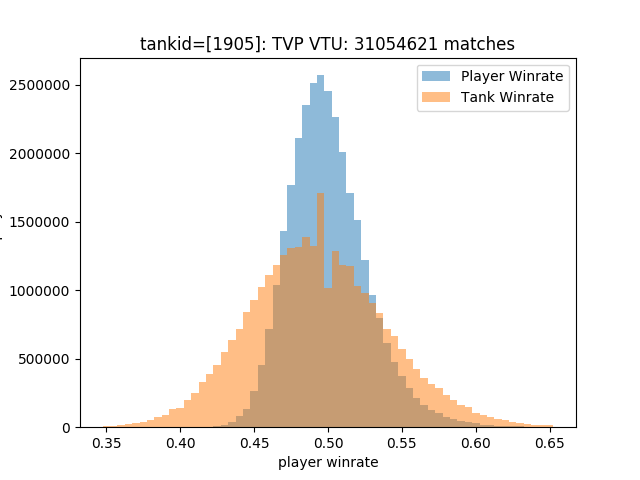 tankid=[1905]: TVP VTU: 31054621 matches
Player Winrate
Tank Winrate
2500000
2000000
1500000
1000000
500000
0
0.35 0.40 0.45 0.50 0.55 0.60 0.65
player winrate